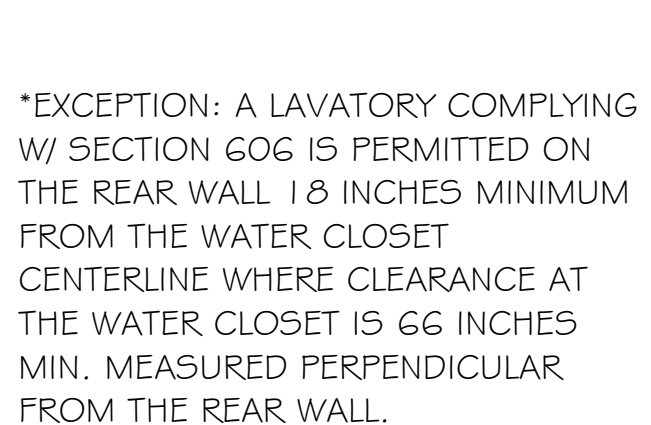 *EXCEPTION: A LAVATORY COMPLYING
W/ SECTION 606 IS PERMITTED ON
THE REAR WALL 18 INCHES MINIMUM
FROM THE WATER CLOSET
CENTERLINE WHERE CLEARANCE AT
THE WATER CLOSET IS 66 INCHES
MIN. MEASURED PERPENDICULAR
FROM THE REAR WALL.